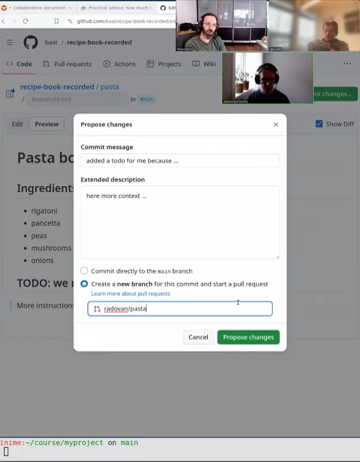 Collaborative document -
Practical advice: how much
github.com/bast/recipe-book-recorded/
bast / recipe-book-recorded
Code
Pull requests
Actions
Projects
Wiki
recipe-book-recorded / pasta
in main
Edit
Preview
Show Diff
Pasta bo
Ingredients
rigatoni
pancetta
peas
mushrooms
onions
TODO: we
More instructions
Propose changes
×
Commit message
added a todo for me because ...
Extended description
here more context ...
Commit directly to the main branch
Create a new branch for this commit and start a pull request
Learn more about pull requests
radovan/pasta
Cancel
Propose changes
~/course/myproject on main